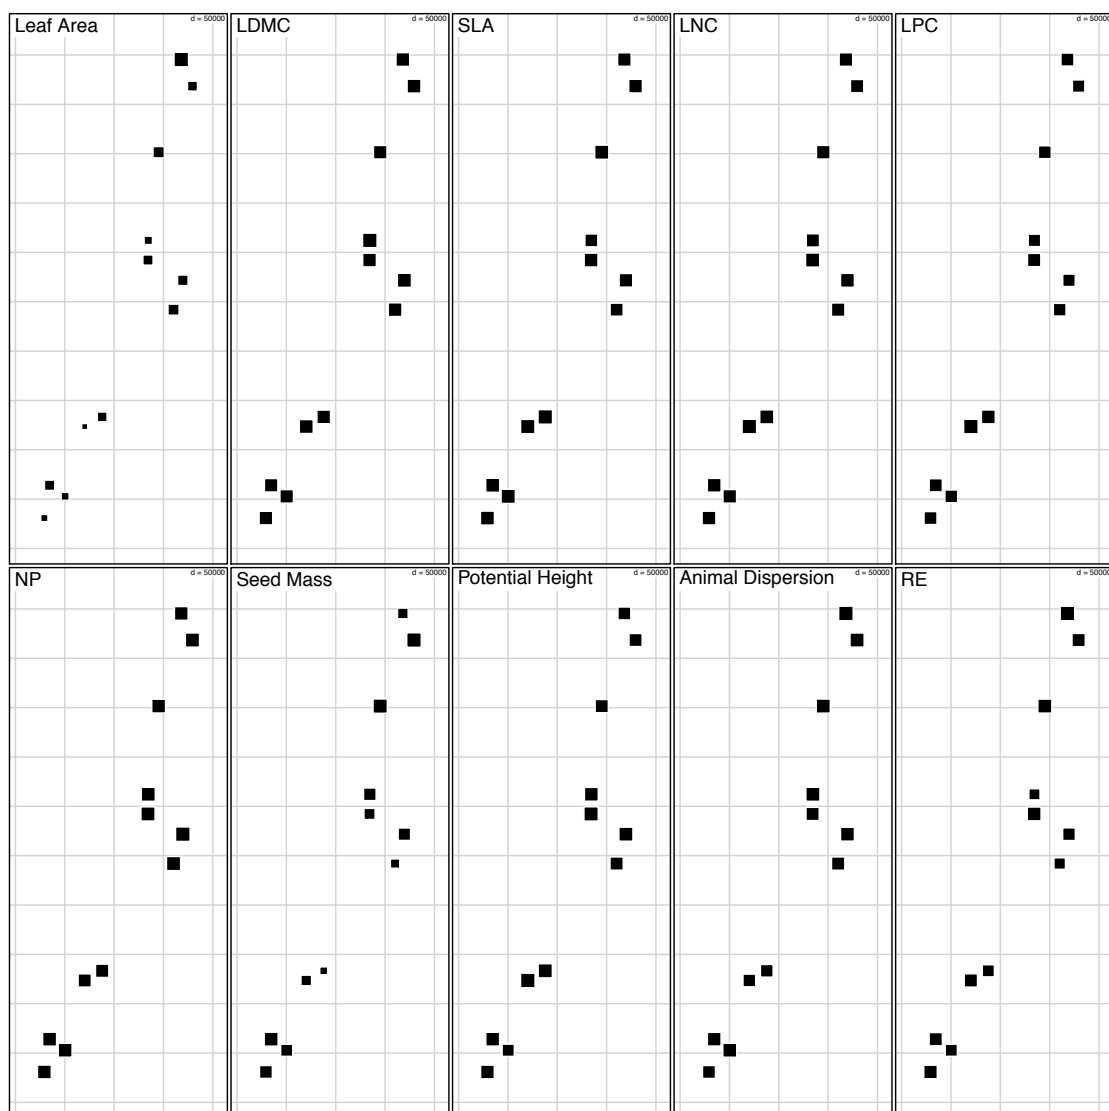 Leaf Area
d = 50000
LDMC
d = 50000
SLA
d = 50000
LNC
d = 50000
LPC
d = 50000
NP
d = 50000
Seed Mass
d = 50000
Potential Height
d = 50000
Animal Dispersion
d = 50000
RE
d = 50000